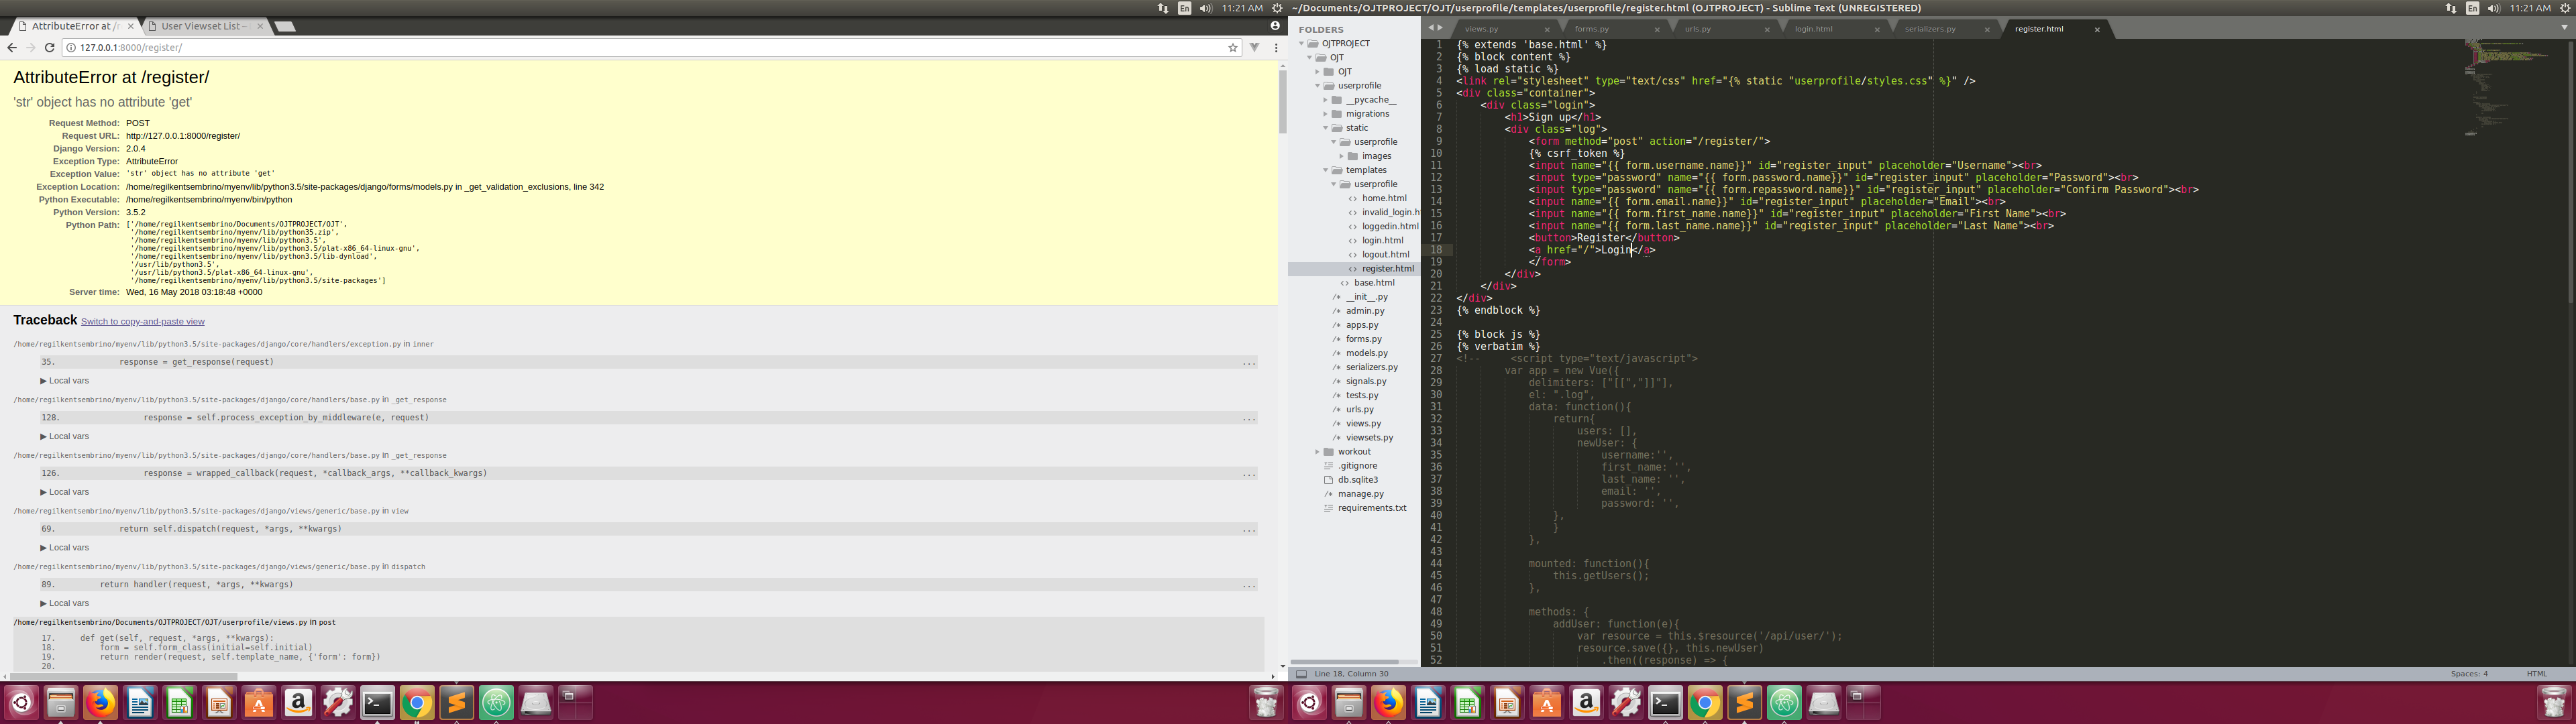 11:21 AM
AttributeError at /r
User Viewset List –
127.0.0.1:8000/register/
AttributeError at /register/
'str' object has no attribute 'get'
Request Method: POST
Request URL: http://127.0.0.1:8000/register/
Django Version: 2.0.4
Exception Type: AttributeError
Exception Value: 'str' object has no attribute 'get'
Exception Location: /home/regilkentsembrino/myenv/lib/python3.5/site-packages/django/forms/models.py in _get_validation_exclusions, line 342
Python Executable: /home/regilkentsembrino/myenv/bin/python
Python Version: 3.5.2
Python Path: ['/home/regilkentsembrino/Documents/OJTPROJECT/OJT',
'/home/regilkentsembrino/myenv/lib/python35.zip',
'/home/regilkentsembrino/myenv/lib/python3.5',
'/home/regilkentsembrino/myenv/lib/python3.5/plat-x86_64-linux-gnu',
'/home/regilkentsembrino/myenv/lib/python3.5/lib-dynload',
'/usr/lib/python3.5',
'/usr/lib/python3.5/plat-x86_64-linux-gnu',
'/home/regilkentsembrino/myenv/lib/python3.5/site-packages']
Server time: Wed, 16 May 2018 03:18:48 +0000
Traceback Switch to copy-and-paste view
/home/regilkentsembrino/myenv/lib/python3.5/site-packages/django/core/handlers/exception.py in inner
35. response = get_response(request) ...
▶ Local vars
/home/regilkentsembrino/myenv/lib/python3.5/site-packages/django/core/handlers/base.py in _get_response
128. response = self.process_exception_by_middleware(e, request) ...
▶ Local vars
/home/regilkentsembrino/myenv/lib/python3.5/site-packages/django/core/handlers/base.py in _get_response
126. response = wrapped_callback(request, *callback_args, **callback_kwargs) ...
▶ Local vars
/home/regilkentsembrino/myenv/lib/python3.5/site-packages/django/views/generic/base.py in view
69. return self.dispatch(request, *args, **kwargs) ...
▶ Local vars
/home/regilkentsembrino/myenv/lib/python3.5/site-packages/django/views/generic/base.py in dispatch
89. return handler(request, *args, **kwargs) ...
▶ Local vars
/home/regilkentsembrino/Documents/OJTPROJECT/OJT/userprofile/views.py in post
17. def get(self, request, *args, **kwargs):
18. form = self.form_class(initial=self.initial)
19. return render(request, self.template_name, {'form': form})
20.
~/Documents/OJTPROJECT/OJT/userprofile/templates/userprofile/register.html (OJTPROJECT) - Sublime Text (UNREGISTERED)
En
11:21 AM
FOLDERS
OJTPROJECT
OJT
OJT
userprofile
__pycache__
migrations
static
userprofile
images
templates
userprofile
home.html
invalid_login.h
loggedin.html
login.html
logout.html
register.html
base.html
__init__.py
admin.py
apps.py
forms.py
models.py
serializers.py
signals.py
tests.py
urls.py
views.py
viewsets.py
workout
.gitignore
db.sqlite3
manage.py
requirements.txt
views.py
forms.py
urls.py
login.html
serializers.py
register.html
1 {% extends 'base.html' %}
2 {% block content %}
3 {% load static %}
4 <link rel="stylesheet" type="text/css" href="{% static "userprofile/styles.css" %}" />
5 <div class="container">
6 <div class="login">
7 <h1>Sign up</h1>
8 <div class="log">
9 <form method="post" action="/register/">
10 {% csrf_token %}
11 <input name="{{ form.username.name}}" id="register_input" placeholder="Username"><br>
12 <input type="password" name="{{ form.password.name}}" id="register_input" placeholder="Password"><br>
13 <input type="password" name="{{ form.repassword.name}}" id="register_input" placeholder="Confirm Password"><br>
14 <input name="{{ form.email.name}}" id="register_input" placeholder="Email"><br>
15 <input name="{{ form.first_name.name}}" id="register_input" placeholder="First Name"><br>
16 <input name="{{ form.last_name.name}}" id="register_input" placeholder="Last Name"><br>
17 <button>Register</button>
18 <a href="/">Login</a>
19 </form>
20 </div>
21 </div>
22 </div>
23 {% endblock %}
24
25 {% block js %}
26 {% verbatim %}
27 <!-- <script type="text/javascript">
28 var app = new Vue({
29 delimiters: ["[[","]]"],
30 el: ".log",
31 data: function(){
32 return{
33 users: [],
34 newUser: {
35 username:'',
36 first_name: '',
37 last_name: '',
38 email: '',
39 password: '',
40 },
41 }
42 },
43
44 mounted: function(){
45 this.getUsers();
46 },
47
48 methods: {
49 addUser: function(e){
50 var resource = this.$resource('/api/user/');
51 resource.save({}, this.newUser)
52 .then((response) => {
Line 18, Column 30
Spaces: 4
HTML